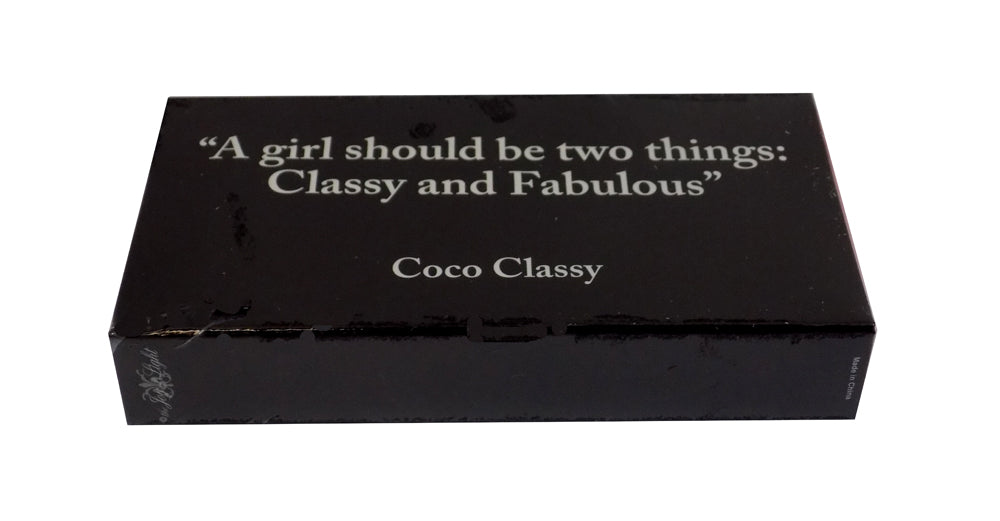 “A girl should be two things:
Classy and Fabulous”
Coco Classy
Made in China